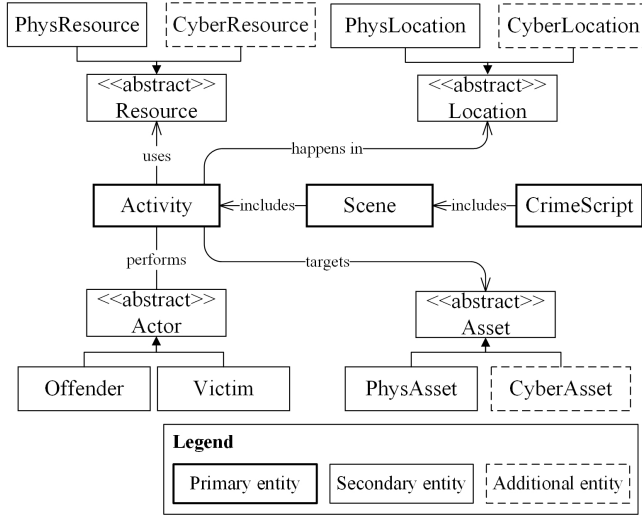 PhysResource
CyberResource
PhysLocation
CyberLocation
<<abstract>>
Resource
<<abstract>>
Location
uses
happens in
Activity
includes
Scene
includes
CrimeScript
performs
targets
<<abstract>>
Actor
<<abstract>>
Asset
Offender
Victim
PhysAsset
CyberAsset
Legend
Primary entity
Secondary entity
Additional entity